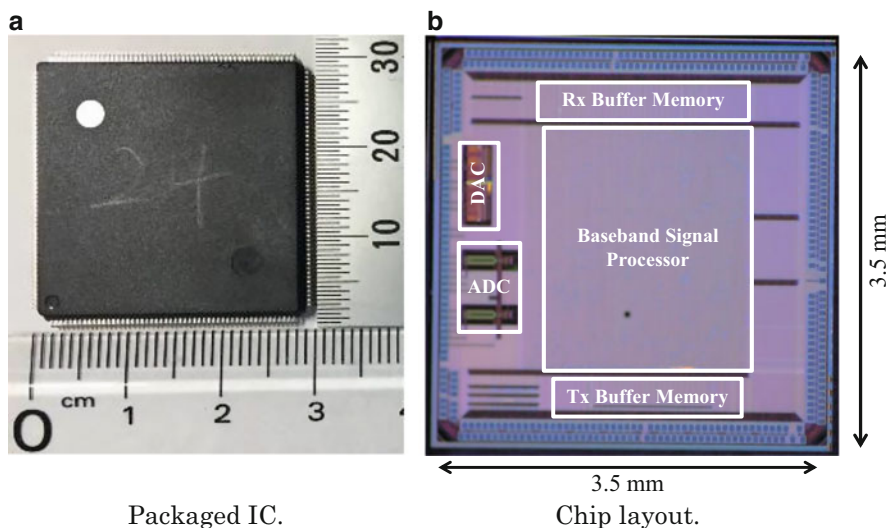 a
b
30
20
10
24
0
cm
1
2
3
Rx Buffer Memory
DAC
Baseband Signal
Processor
ADC
Tx Buffer Memory
3.5 mm
3.5 mm
Packaged IC.
Chip layout.